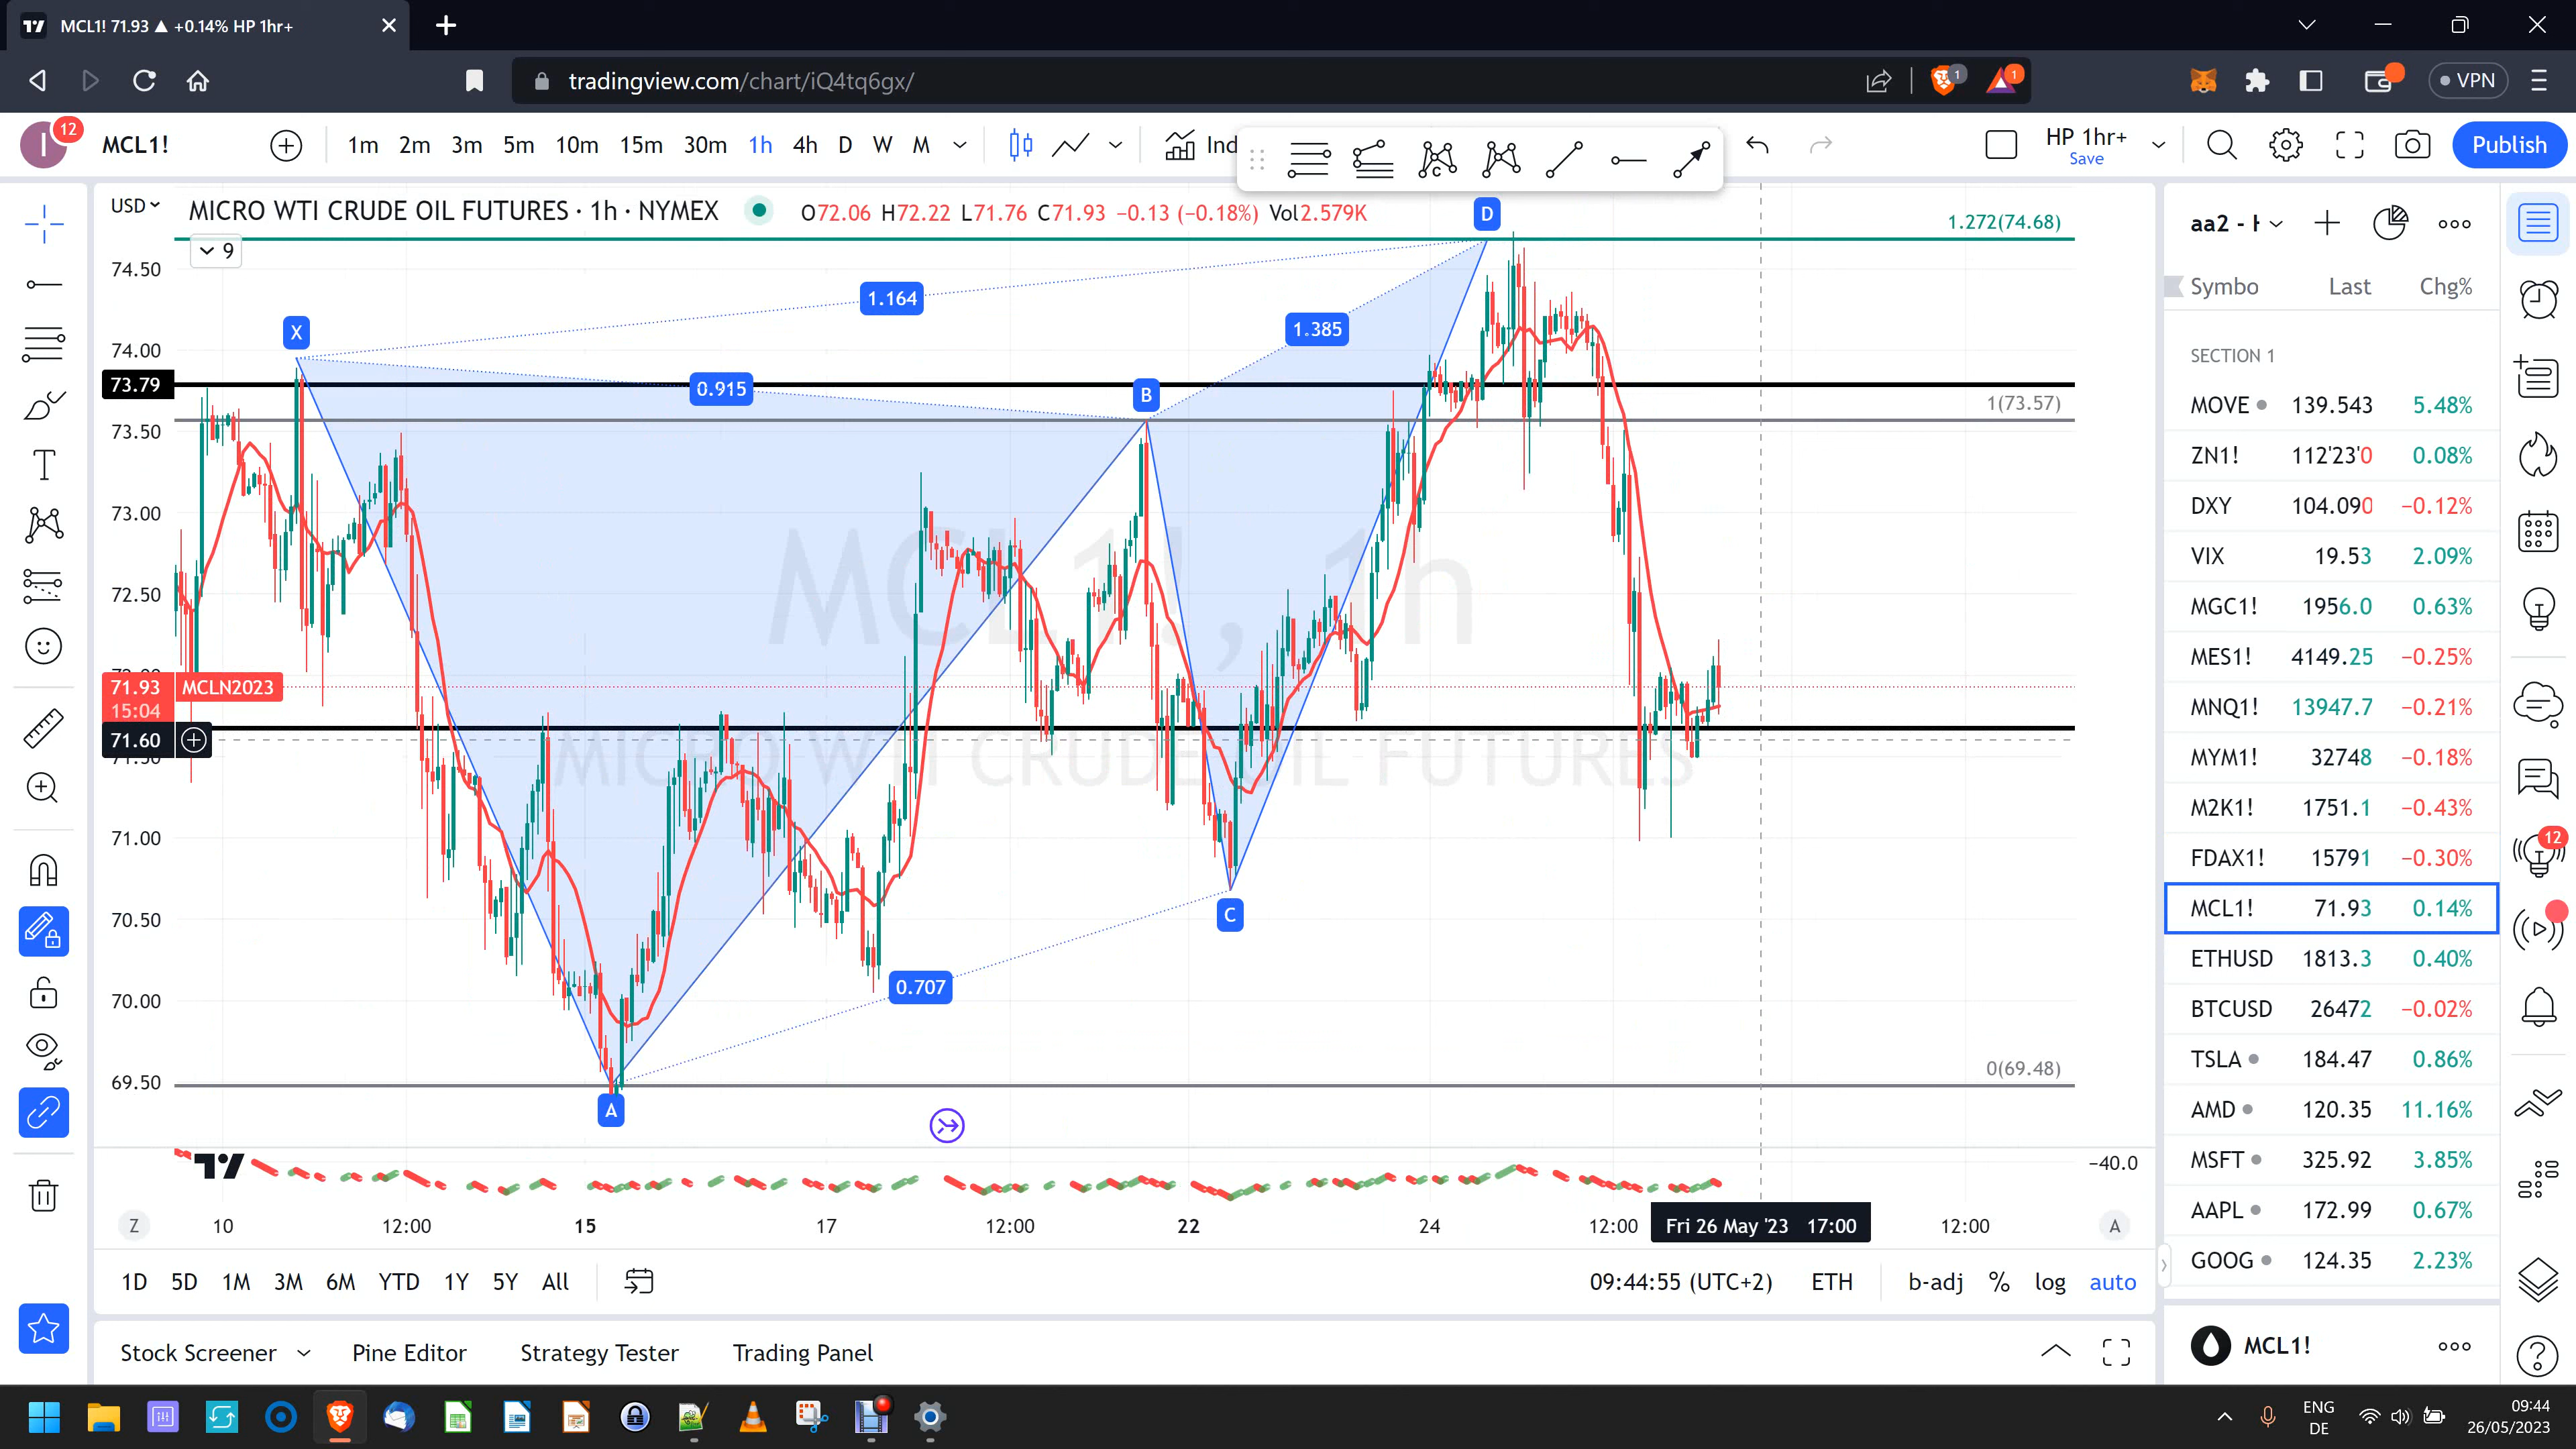 MCL1! 71.93 ▲ +0.14% HP 1hr+
tradingview.com/chart/iQ4tq6gx/
1
1
VPN
I
12
MCL1!
1m 2m 3m 5m 10m 15m 30m 1h 4h D W M
Ind
HP 1hr+
Save
Publish
USD
MICRO WTI CRUDE OIL FUTURES · 1h · NYMEX
O72.06 H72.22 L71.76 C71.93 −0.13 (−0.18%) Vol2.579K
9
D
1.272(74.68)
74.50
1.164
X
1.385
74.00
73.79
0.915
B
1(73.57)
73.50
73.00
MCL1!, 1h
72.50
71.93 MCLN2023
15:04
71.60
MICRO WTI CRUDE OIL FUTURES
71.00
70.50
C
0.707
70.00
69.50
0(69.48)
A
−40.0
Z 10 12:00 15 17 12:00 22 24 12:00 Fri 26 May '23 17:00 12:00 A
1D 5D 1M 3M 6M YTD 1Y 5Y All
09:44:55 (UTC+2) ETH b-adj % log auto
Stock Screener Pine Editor Strategy Tester Trading Panel
aa2 -
Symbo Last Chg%
SECTION 1
MOVE 139.543 5.48%
ZN1! 112'23'0 0.08%
DXY 104.090 −0.12%
VIX 19.53 2.09%
MGC1! 1956.0 0.63%
MES1! 4149.25 −0.25%
MNQ1! 13947.7 −0.21%
MYM1! 32748 −0.18%
M2K1! 1751.1 −0.43%
FDAX1! 15791 −0.30%
MCL1! 71.93 0.14%
ETHUSD 1813.3 0.40%
BTCUSD 26472 −0.02%
TSLA 184.47 0.86%
AMD 120.35 11.16%
MSFT 325.92 3.85%
AAPL 172.99 0.67%
GOOG 124.35 2.23%
MCL1!
12
ENG
DE
09:44
26/05/2023